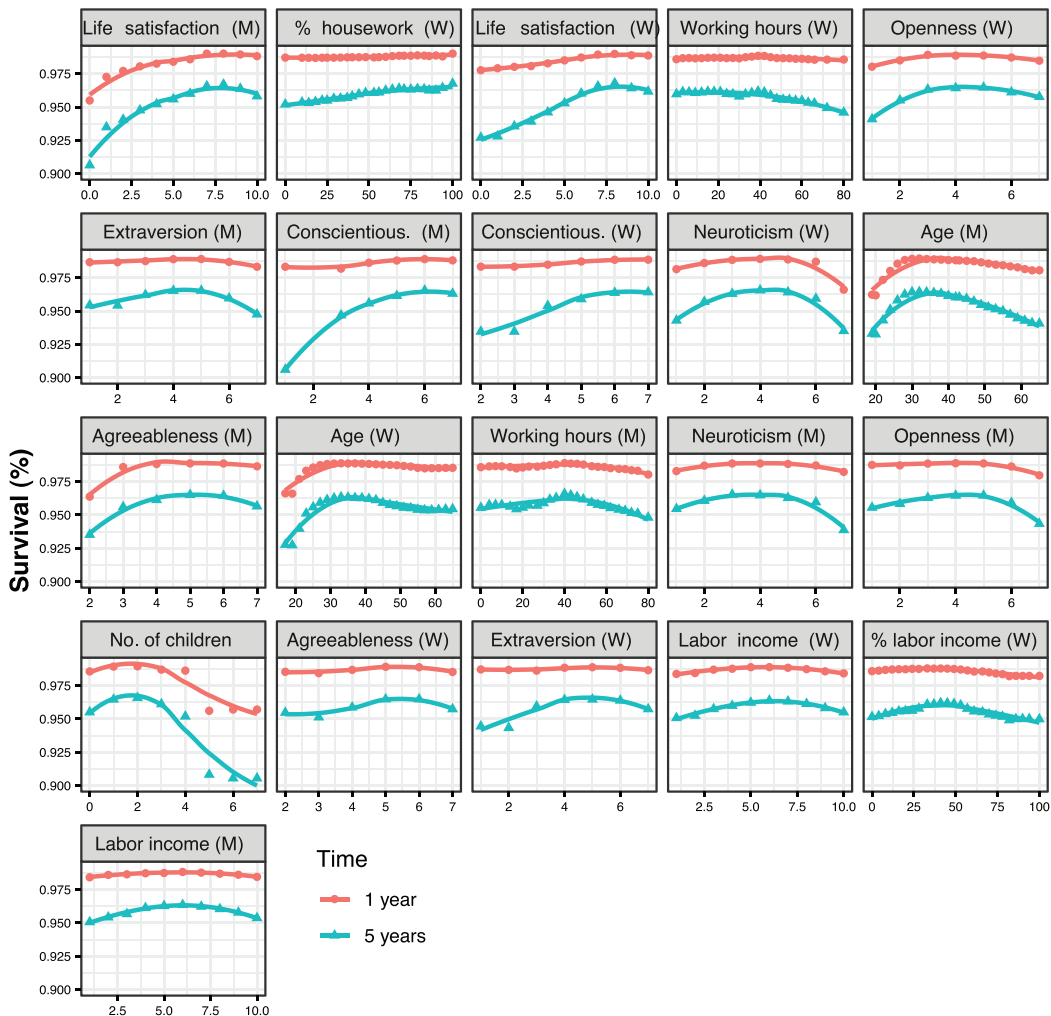 Life satisfaction (M)
% housework (W)
Life satisfaction (W)
Working hours (W)
Openness (W)
0.975
0.950
0.925
0.900
0.0 2.5 5.0 7.5 10.0
0 25 50 75 100
0.0 2.5 5.0 7.5 10.0
0 20 40 60 80
2 4 6
Extraversion (M)
Conscientious. (M)
Conscientious. (W)
Neuroticism (W)
Age (M)
0.975
0.950
0.925
0.900
2 4 6
2 4 6
2 3 4 5 6 7
2 4 6
20 30 40 50 60
Survival (%)
Agreeableness (M)
Age (W)
Working hours (M)
Neuroticism (M)
Openness (M)
0.975
0.950
0.925
0.900
2 3 4 5 6 7
20 30 40 50 60
0 20 40 60 80
2 4 6
2 4 6
No. of children
Agreeableness (W)
Extraversion (W)
Labor income (W)
% labor income (W)
0.975
0.950
0.925
0.900
0 2 4 6
2 3 4 5 6 7
2 4 6
2.5 5.0 7.5 10.0
0 25 50 75 100
Labor income (M)
0.975
0.950
0.925
0.900
2.5 5.0 7.5 10.0
Time
1 year
5 years